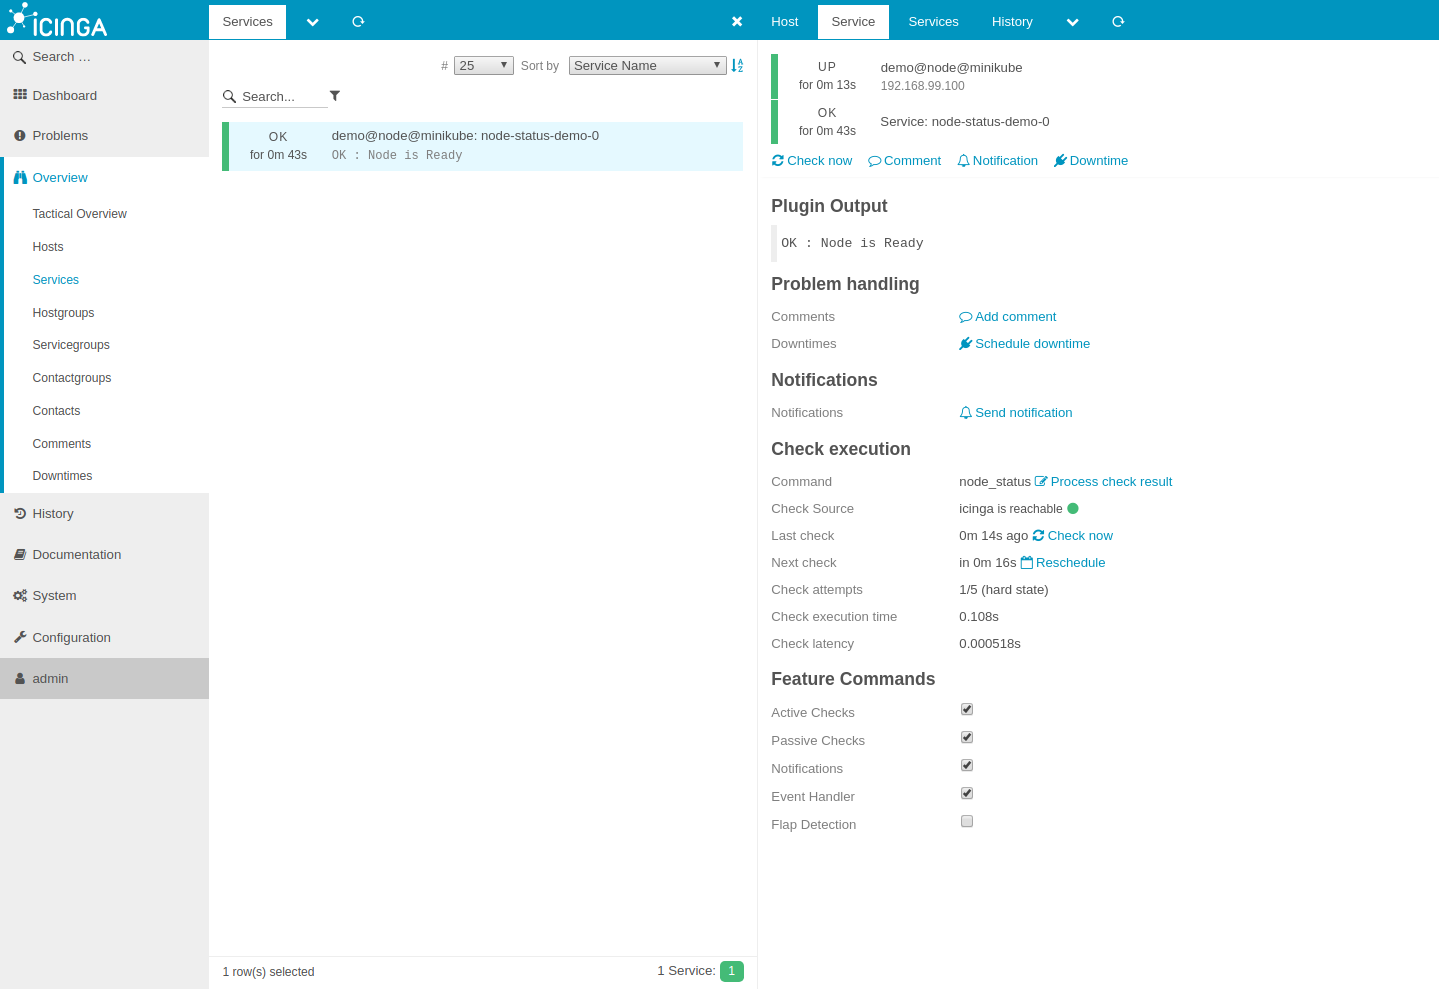 ICINGA
Search …
Dashboard
Problems
Overview
Tactical Overview
Hosts
Services
Hostgroups
Servicegroups
Contactgroups
Contacts
Comments
Downtimes
History
Documentation
System
Configuration
admin
Services
# 25 Sort by Service Name
Search...
OK demo@node@minikube: node-status-demo-0
for 0m 43s OK : Node is Ready
1 row(s) selected 1 Service: 1
Host Service Services History
UP demo@node@minikube
for 0m 13s 192.168.99.100
OK
for 0m 43s Service: node-status-demo-0
Check now Comment Notification Downtime
Plugin Output
OK : Node is Ready
Problem handling
Comments Add comment
Downtimes Schedule downtime
Notifications
Notifications Send notification
Check execution
Command node_status Process check result
Check Source icinga is reachable
Last check 0m 14s ago Check now
Next check in 0m 16s Reschedule
Check attempts 1/5 (hard state)
Check execution time 0.108s
Check latency 0.000518s
Feature Commands
Active Checks
Passive Checks
Notifications
Event Handler
Flap Detection